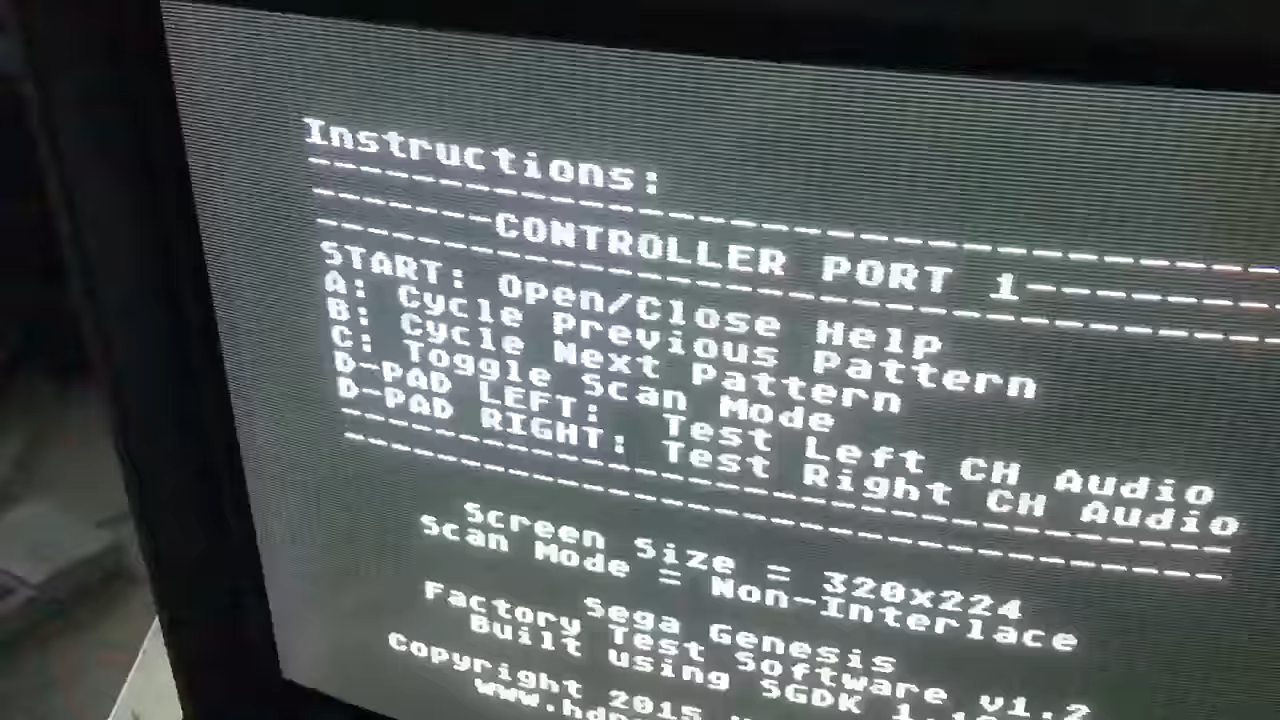 Instructions:
--------------------------------
-------CONTROLLER PORT 1--------
--------------------------------
START: Open/Close Help
A: Cycle Previous Pattern
B: Cycle Next Pattern
C: Toggle Scan Mode
D-PAD LEFT: Test Left CH Audio
D-PAD RIGHT: Test Right CH Audio
--------------------------------
--------------------------------
Screen Size = 320x224
Scan Mode = Non-Interlace
Sega Genesis
Factory Test Software v1.2
Built using SGDK
Copyright 2015